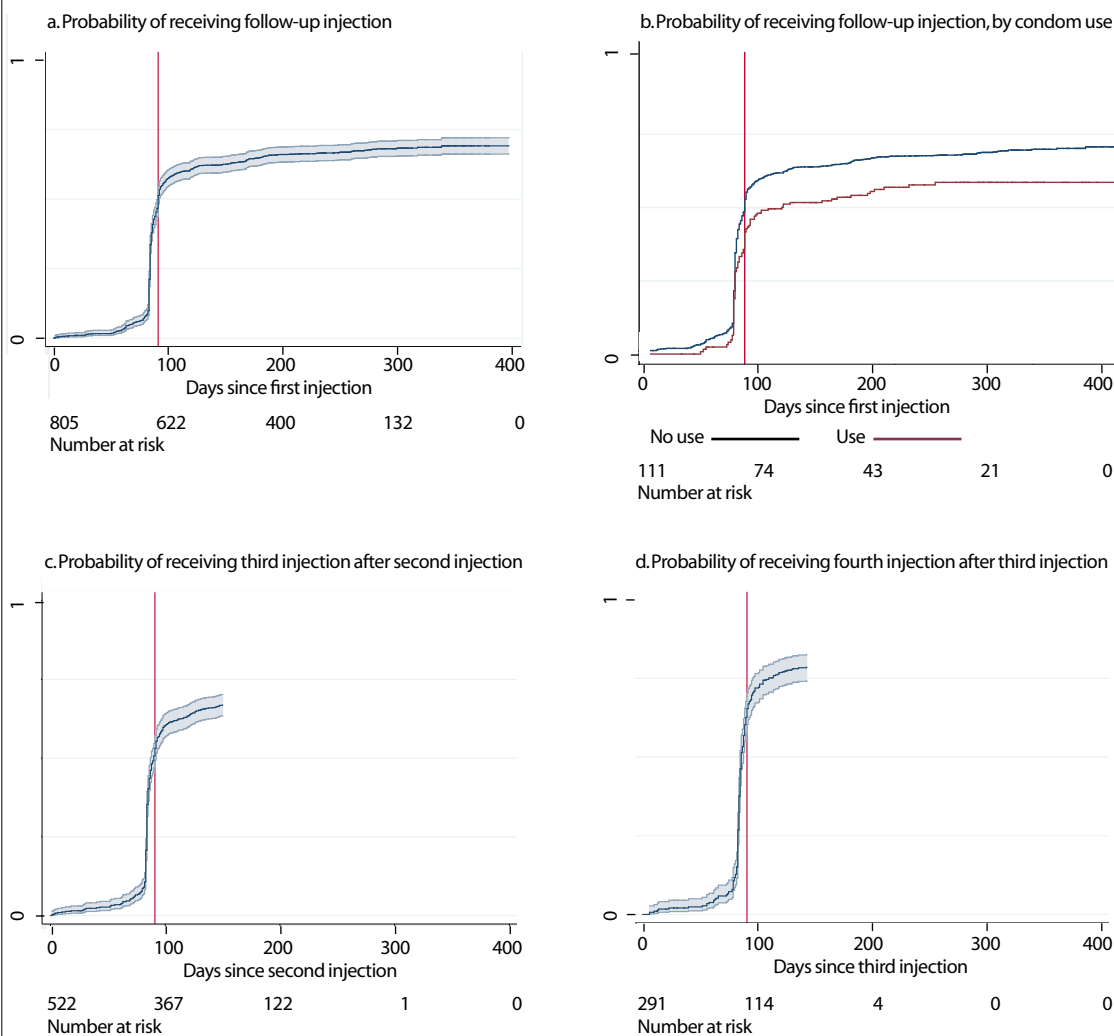 a. Probability of receiving follow-up injection
1
0
0 100 200 300 400
Days since first injection
805 622 400 132 0
Number at risk
b. Probability of receiving follow-up injection, by condom use
1
0
0 100 200 300 400
Days since first injection
No use Use
111 74 43 21 0
Number at risk
c. Probability of receiving third injection after second injection
1
0
0 100 200 300 400
Days since second injection
522 367 122 1 0
Number at risk
d. Probability of receiving fourth injection after third injection
1
0
0 100 200 300 400
Days since third injection
291 114 4 0 0
Number at risk